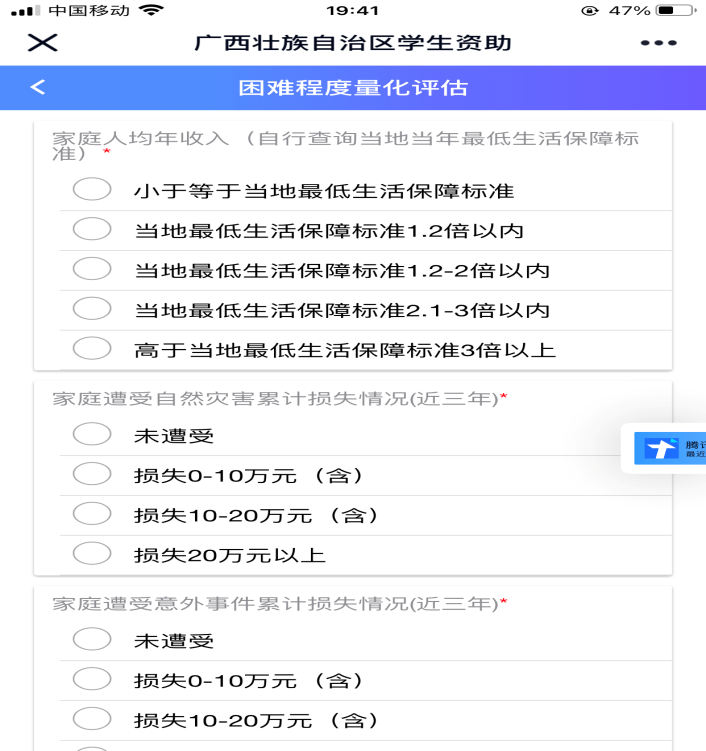 中国移动
19:41
47%
广西壮族自治区学生资助
困难程度量化评估
家庭人均年收入（自行查询当地当年最低生活保障标
准）*
小于等于当地最低生活保障标准
当地最低生活保障标准1.2倍以内
当地最低生活保障标准1.2-2倍以内
当地最低生活保障标准2.1-3倍以内
高于当地最低生活保障标准3倍以上
家庭遭受自然灾害累计损失情况(近三年)*
未遭受
腾讯
最近
损失0-10万元（含）
损失10-20万元（含）
损失20万元以上
家庭遭受意外事件累计损失情况(近三年)*
未遭受
损失0-10万元（含）
损失10-20万元（含）